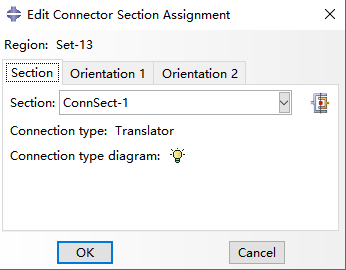 Edit Connector Section Assignment
Region: Set-13
Section Orientation 1 Orientation 2
Section: ConnSect-1
Connection type: Translator
Connection type diagram:
OK Cancel